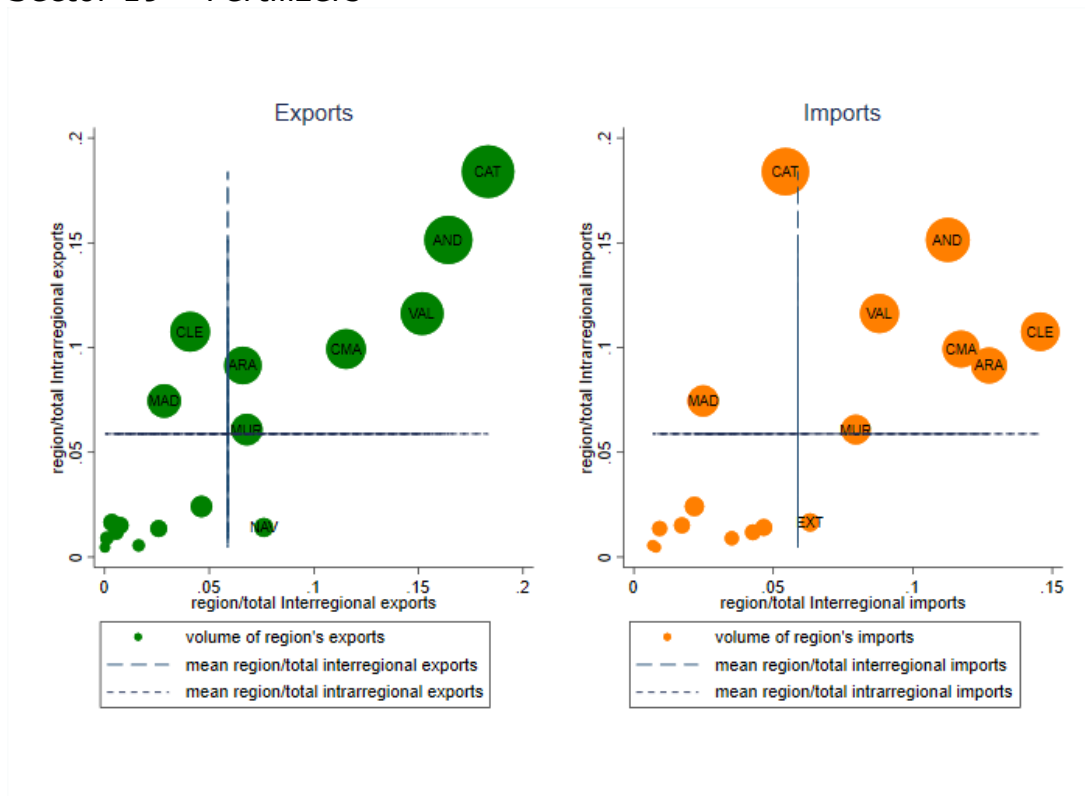 Exports
.2
.15
.1
.05
0
region/total Intrarregional exports
CAT
AND
VAL
CLE
CMA
ARA
MAD
MUR
NAV
0 .05 .1 .15 .2
region/total Interregional exports
volume of region's exports
mean region/total interregional exports
mean region/total intrarregional exports
Imports
.2
.15
.1
.05
0
region/total Intrarregional imports
CAT
AND
VAL
CLE
CMA
ARA
MAD
MUR
EXT
0 .05 .1 .15
region/total Interregional imports
volume of region's imports
mean region/total interregional imports
mean region/total intrarregional imports